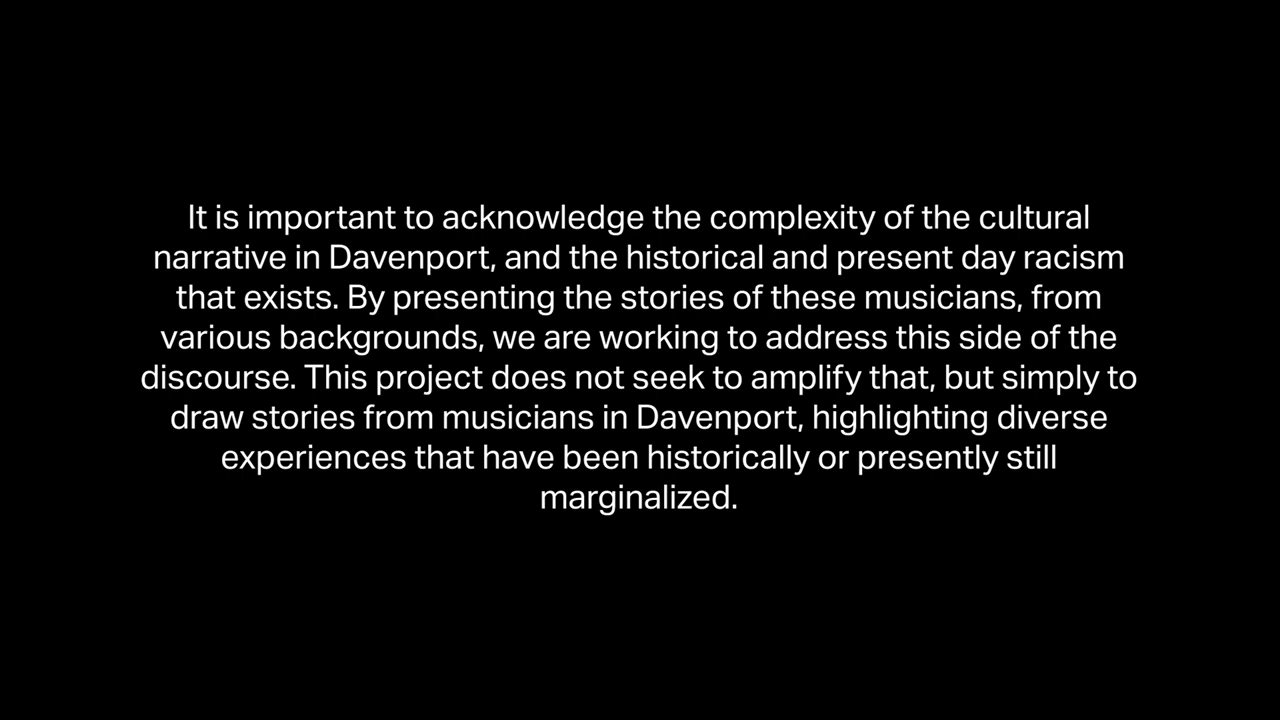 It is important to acknowledge the complexity of the cultural
narrative in Davenport, and the historical and present day racism
that exists. By presenting the stories of these musicians, from
various backgrounds, we are working to address this side of the
discourse. This project does not seek to amplify that, but simply to
draw stories from musicians in Davenport, highlighting diverse
experiences that have been historically or presently still
marginalized.